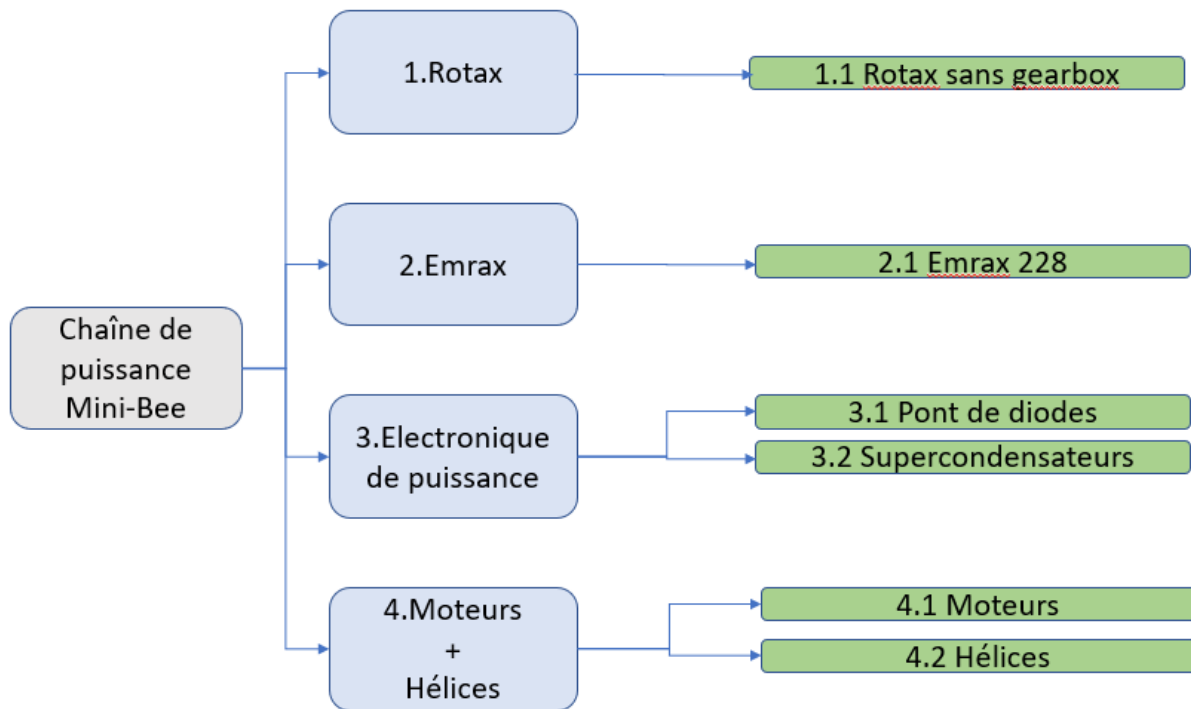 1.Rotax
1.1 Rotax sans gearbox
2.Emrax
2.1 Emrax 228
Chaîne de
puissance
Mini-Bee
3.Electronique
de puissance
3.1 Pont de diodes
3.2 Supercondensateurs
4.Moteurs
+
Hélices
4.1 Moteurs
4.2 Hélices